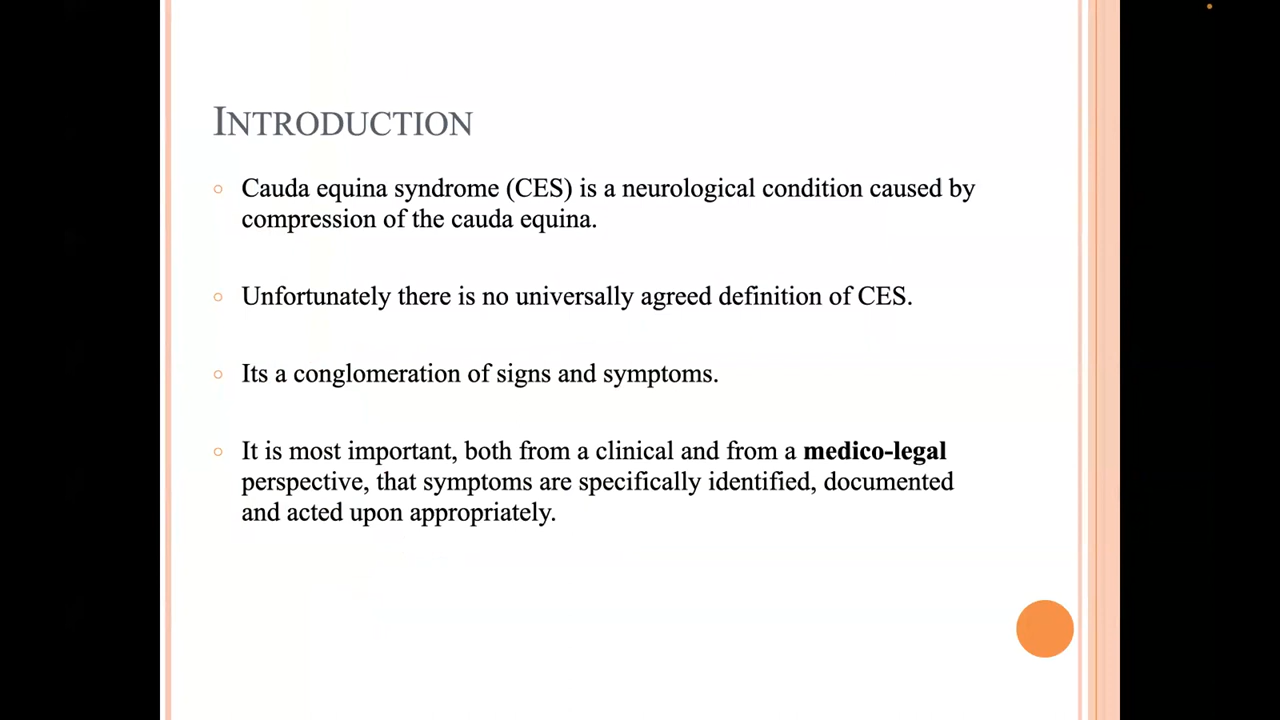 INTRODUCTION
Cauda equina syndrome (CES) is a neurological condition caused by
compression of the cauda equina.
Unfortunately there is no universally agreed definition of CES.
Its a conglomeration of signs and symptoms.
It is most important, both from a clinical and from a medico-legal
perspective, that symptoms are specifically identified, documented
and acted upon appropriately.